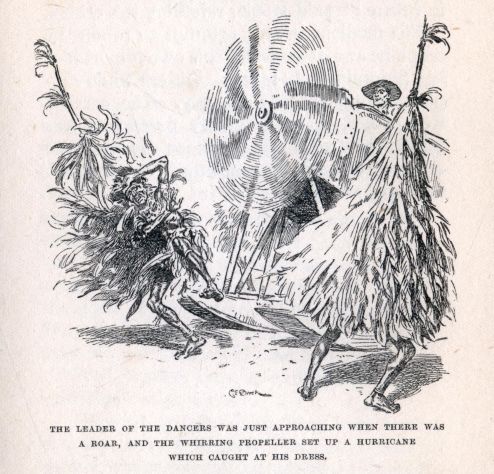 THE LEADER OF THE DANCERS WAS JUST APPROACHING WHEN THERE WAS
A ROAR, AND THE WHIRRING PROPELLER SET UP A HURRICANE
WHICH CAUGHT AT HIS DRESS.